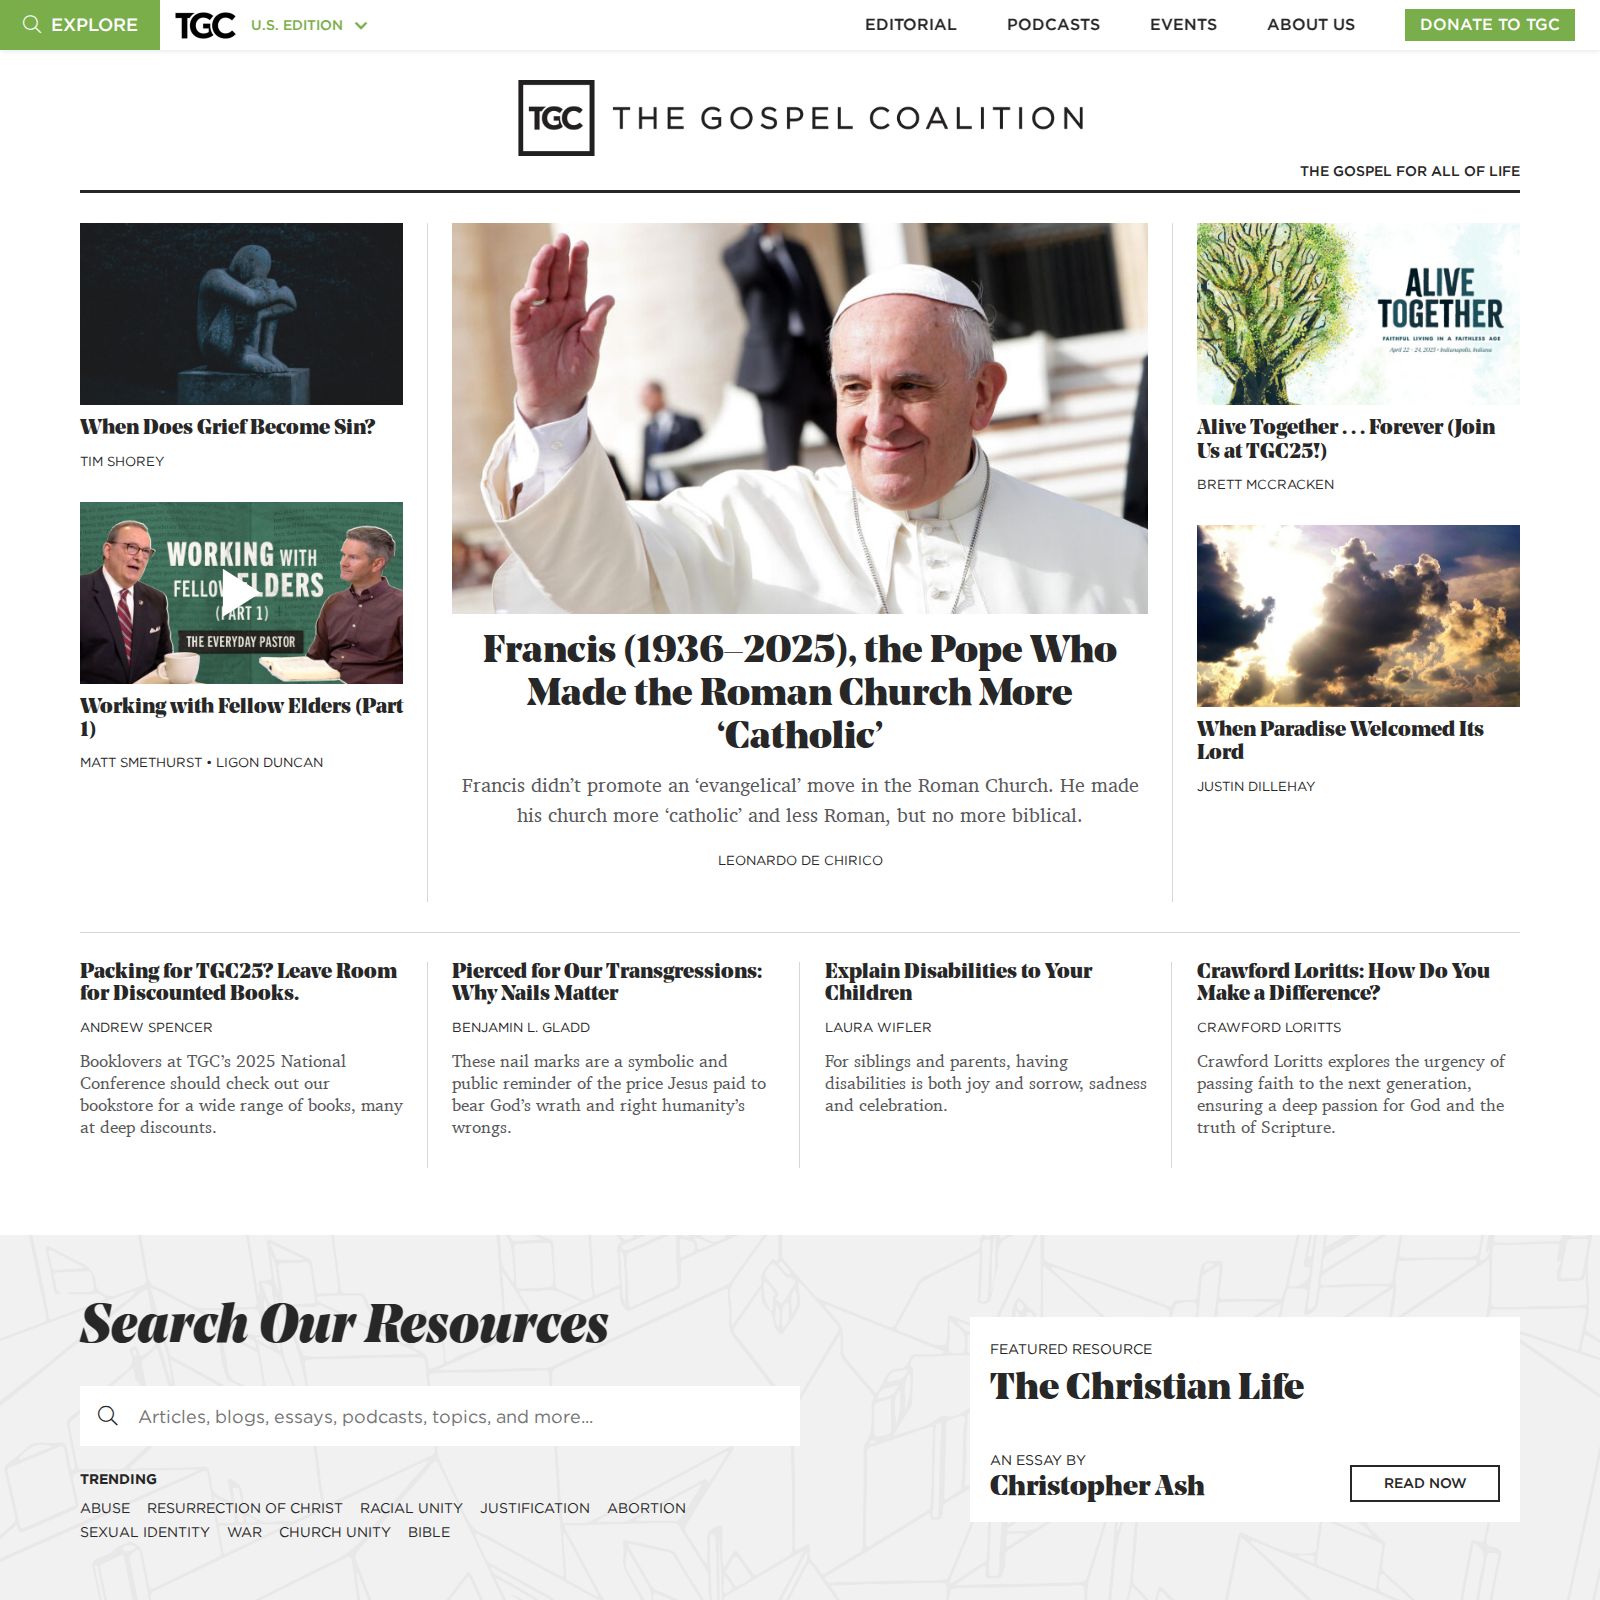 EXPLORE
TGC
U.S. EDITION
EDITORIAL
PODCASTS
EVENTS
ABOUT US
DONATE TO TGC
TGC THE GOSPEL COALITION
THE GOSPEL FOR ALL OF LIFE
When Does Grief Become Sin?
TIM SHOREY
WORKING WITH
FELLOW ELDERS
(PART 1)
THE EVERYDAY PASTOR
Working with Fellow Elders (Part
1)
MATT SMETHURST • LIGON DUNCAN
Francis (1936–2025), the Pope Who
Made the Roman Church More
‘Catholic’
Francis didn’t promote an ‘evangelical’ move in the Roman Church. He made
his church more ‘catholic’ and less Roman, but no more biblical.
LEONARDO DE CHIRICO
ALIVE
TOGETHER
FAITHFUL LIVING IN A FAITHLESS AGE
April 22 - 24, 2025 • Indianapolis, Indiana
Alive Together . . . Forever (Join
Us at TGC25!)
BRETT MCCRACKEN
When Paradise Welcomed Its
Lord
JUSTIN DILLEHAY
Packing for TGC25? Leave Room
for Discounted Books.
ANDREW SPENCER
Booklovers at TGC’s 2025 National
Conference should check out our
bookstore for a wide range of books, many
at deep discounts.
Pierced for Our Transgressions:
Why Nails Matter
BENJAMIN L. GLADD
These nail marks are a symbolic and
public reminder of the price Jesus paid to
bear God’s wrath and right humanity’s
wrongs.
Explain Disabilities to Your
Children
LAURA WIFLER
For siblings and parents, having
disabilities is both joy and sorrow, sadness
and celebration.
Crawford Loritts: How Do You
Make a Difference?
CRAWFORD LORITTS
Crawford Loritts explores the urgency of
passing faith to the next generation,
ensuring a deep passion for God and the
truth of Scripture.
Search Our Resources
Articles, blogs, essays, podcasts, topics, and more...
TRENDING
ABUSE RESURRECTION OF CHRIST RACIAL UNITY JUSTIFICATION ABORTION
SEXUAL IDENTITY WAR CHURCH UNITY BIBLE
FEATURED RESOURCE
The Christian Life
AN ESSAY BY
Christopher Ash
READ NOW